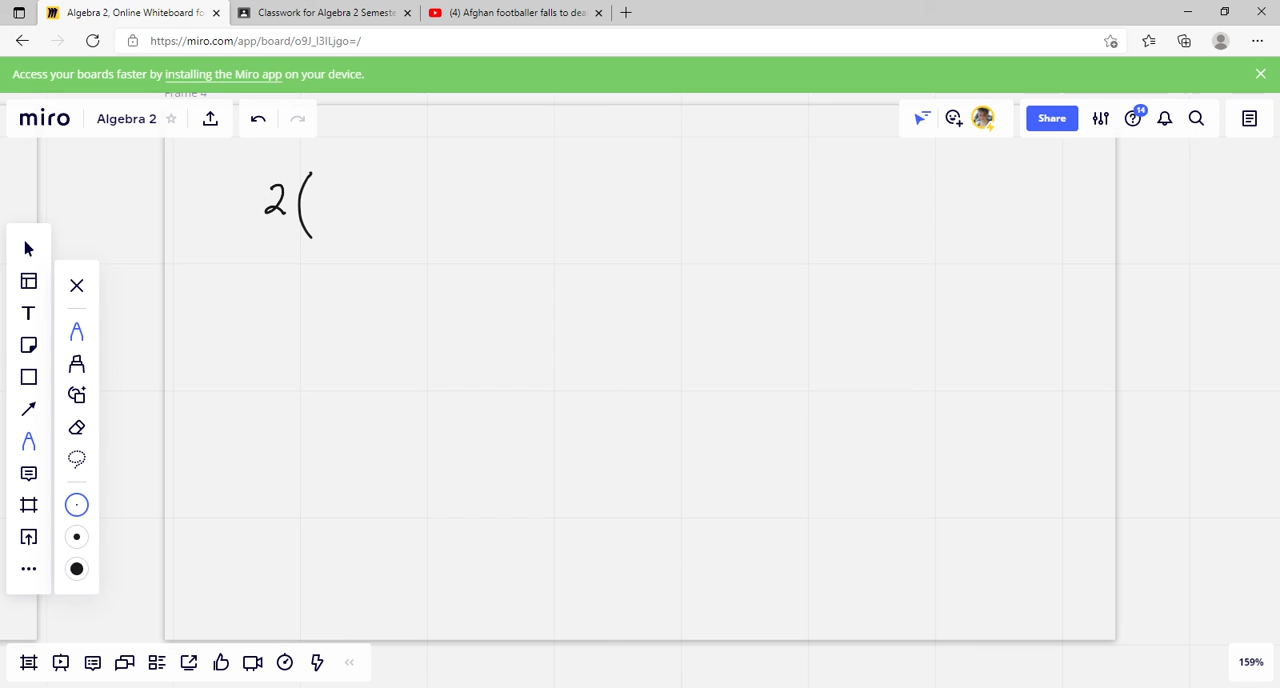 Algebra 2, Online Whiteboard fo
Classwork for Algebra 2 Semeste
(4) Afghan footballer falls to dea
https://miro.com/app/board/o9J_l3lLjgo=/
Access your boards faster by installing the Miro app on your device.
Frame 4
miro
Algebra 2
Share
14
2(
T
159%